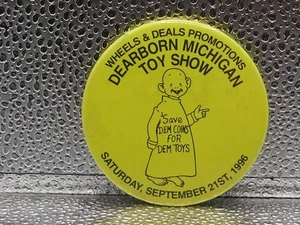 WHEELS & DEALS PROMOTIONS
DEARBORN MICHIGAN
TOY SHOW
Save
DEM COINS
FOR
DEM TOYS
SATURDAY, SEPTEMBER 21ST, 1996